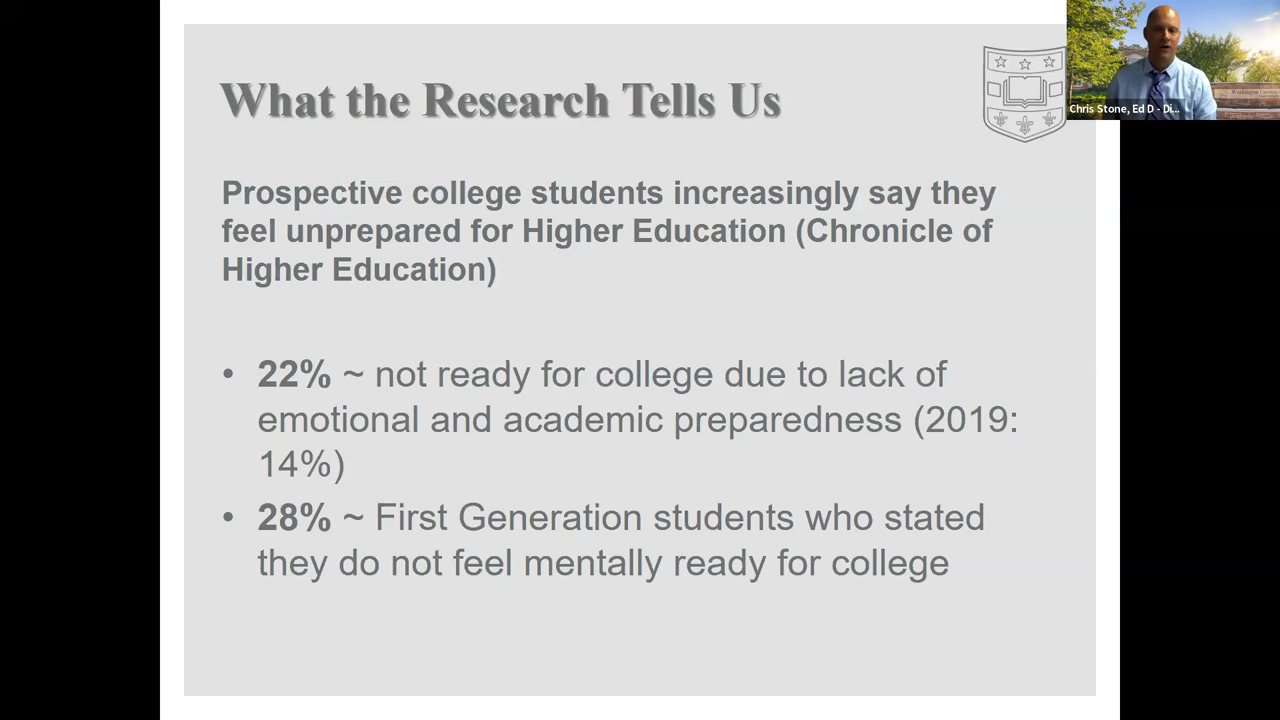 What the Research Tells Us
Chris Stone, Ed D - Di...
Prospective college students increasingly say they
feel unprepared for Higher Education (Chronicle of
Higher Education)
• 22% ~ not ready for college due to lack of
emotional and academic preparedness (2019:
14%)
• 28% ~ First Generation students who stated
they do not feel mentally ready for college